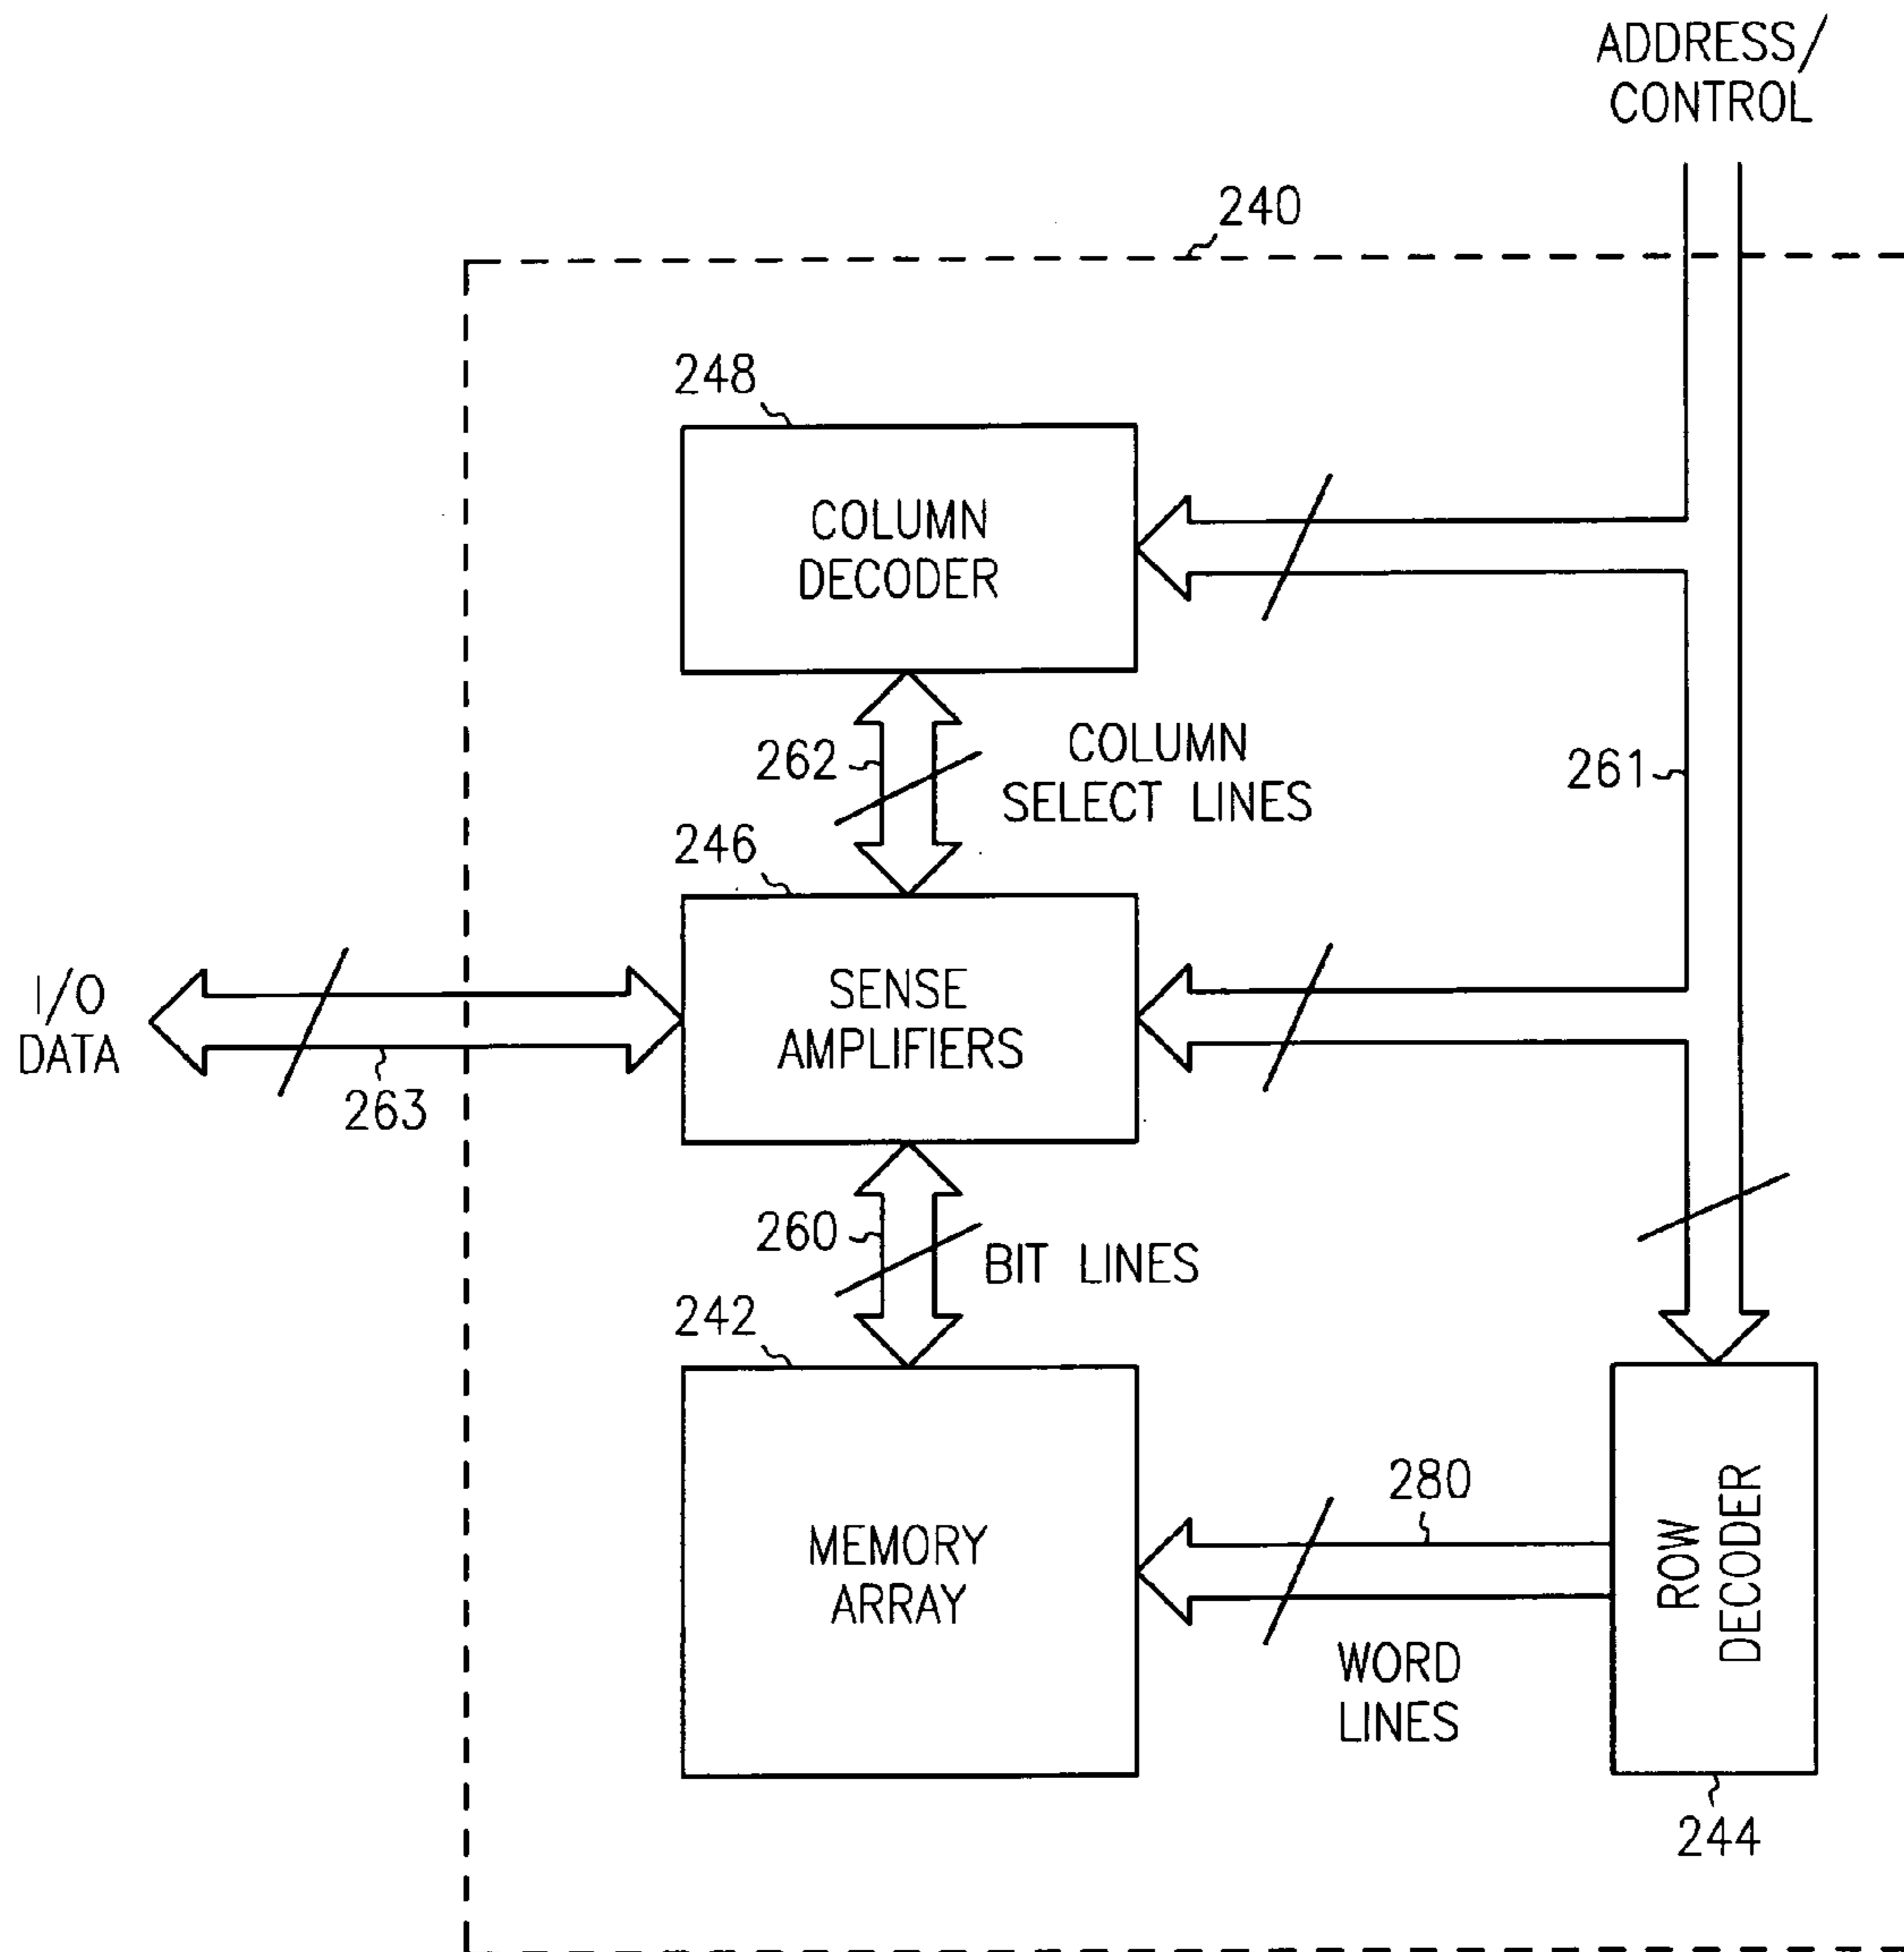 ADDRESS/
CONTROL
240
248
COLUMN
DECODER
262
COLUMN
SELECT LINES
261
246
SENSE
AMPLIFIERS
I/O
DATA
263
260
BIT LINES
242
MEMORY
ARRAY
280
WORD
LINES
ROW
DECODER
244